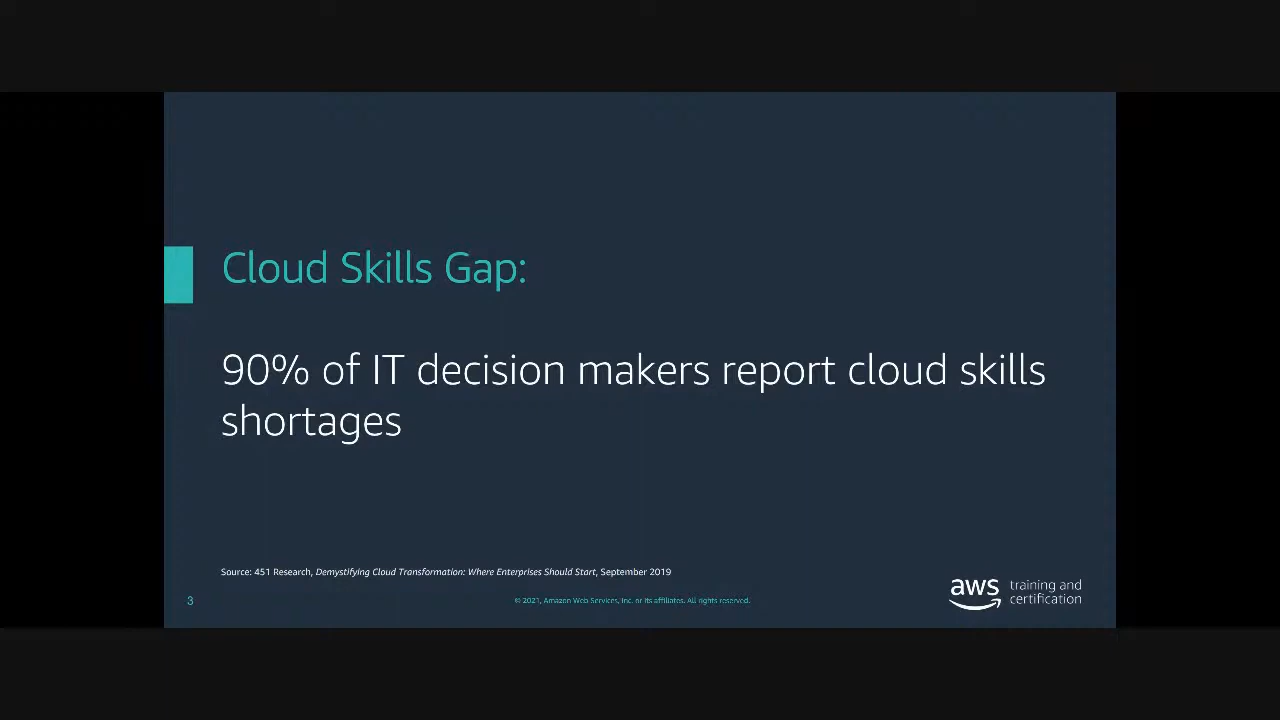 Cloud Skills Gap:
90% of IT decision makers report cloud skills
shortages
Source: 451 Research, Demystifying Cloud Transformation: Where Enterprises Should Start, September 2019
3
© 2021, Amazon Web Services, Inc. or its affiliates. All rights reserved.
aws
training and
certification